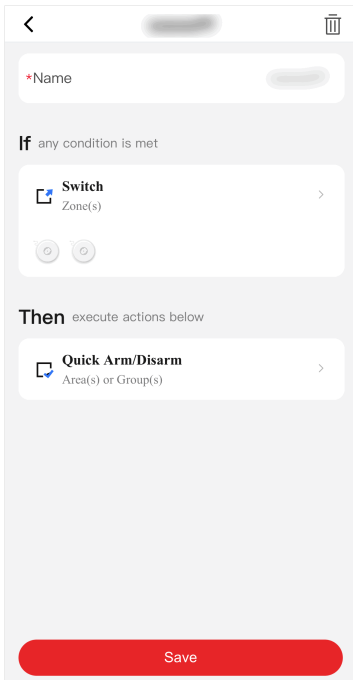 *Name
If any condition is met
Switch
Zone(s)
Then execute actions below
Quick Arm/Disarm
Area(s) or Group(s)
Save